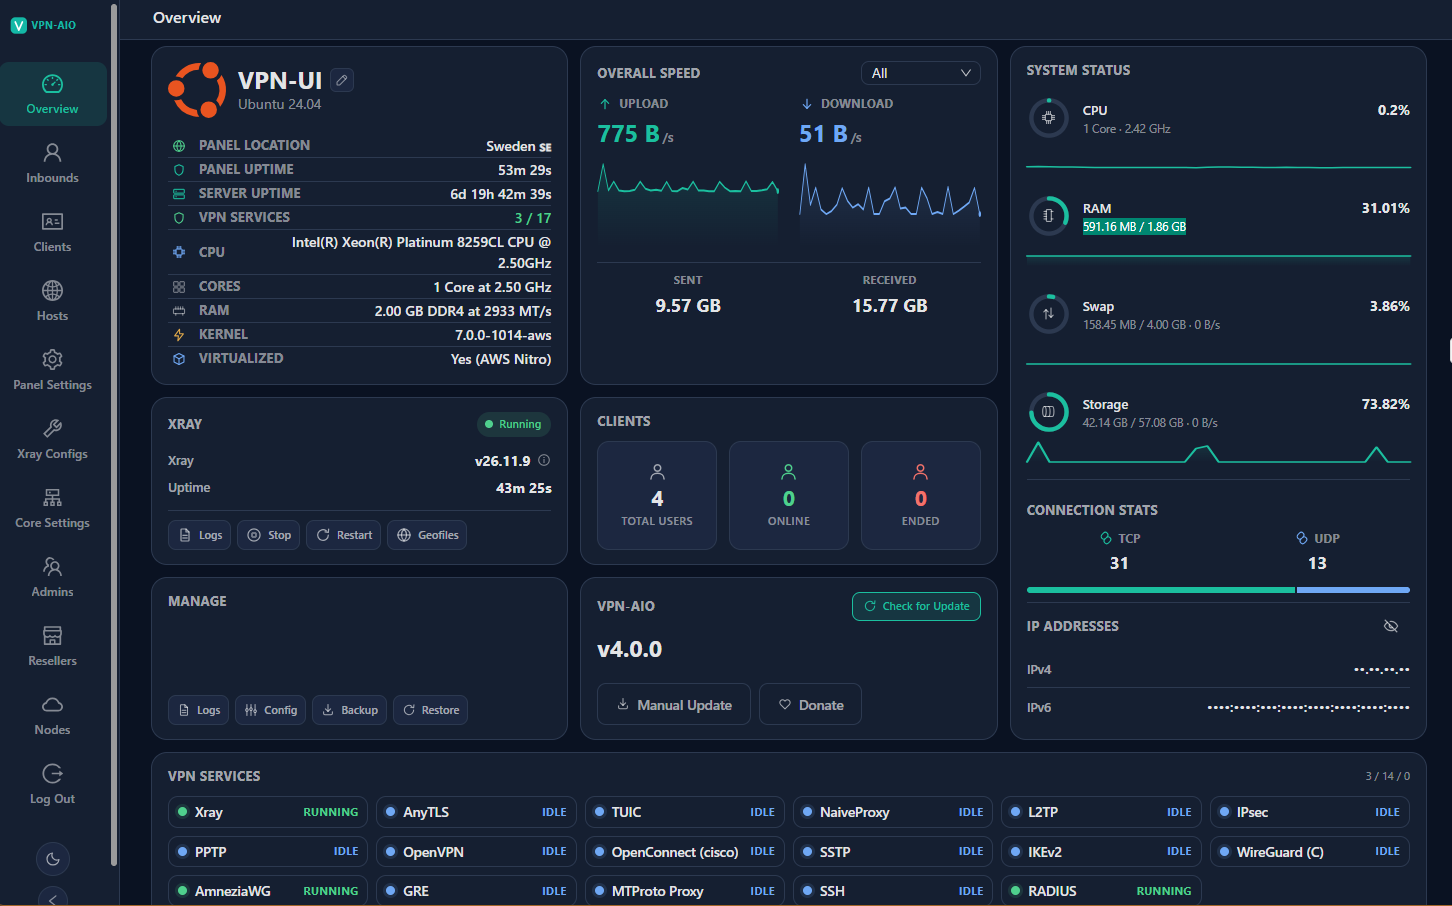 VPN-AIO
Overview
Inbounds
Clients
Hosts
Panel Settings
Xray Configs
Core Settings
Admins
Resellers
Nodes
Log Out
Overview
VPN-UI
Ubuntu 24.04
PANEL LOCATION Sweden SE
PANEL UPTIME 53m 29s
SERVER UPTIME 6d 19h 42m 39s
VPN SERVICES 3 / 17
CPU Intel(R) Xeon(R) Platinum 8259CL CPU @
2.50GHz
CORES 1 Core at 2.50 GHz
RAM 2.00 GB DDR4 at 2933 MT/s
KERNEL 7.0.0-1014-aws
VIRTUALIZED Yes (AWS Nitro)
OVERALL SPEED All
UPLOAD DOWNLOAD
775 B /s 51 B /s
SENT RECEIVED
9.57 GB 15.77 GB
SYSTEM STATUS
CPU 0.2%
1 Core · 2.42 GHz
RAM 31.01%
591.16 MB / 1.86 GB
Swap 3.86%
158.45 MB / 4.00 GB · 0 B/s
Storage 73.82%
42.14 GB / 57.08 GB · 0 B/s
CONNECTION STATS
TCP UDP
31 13
IP ADDRESSES
IPv4 ••.••.••.••
IPv6 ••••:••••:•••:••••:••••:••••:••••:••••
XRAY Running
Xray v26.11.9
Uptime 43m 25s
Logs Stop Restart Geofiles
CLIENTS
4 0 0
TOTAL USERS ONLINE ENDED
MANAGE
Logs Config Backup Restore
VPN-AIO Check for Update
v4.0.0
Manual Update Donate
VPN SERVICES 3 / 14 / 0
Xray RUNNING AnyTLS IDLE TUIC IDLE NaiveProxy IDLE L2TP IDLE IPsec IDLE
PPTP IDLE OpenVPN IDLE OpenConnect (cisco) IDLE SSTP IDLE IKEv2 IDLE WireGuard (C) IDLE
AmneziaWG RUNNING GRE IDLE MTProto Proxy IDLE SSH IDLE RADIUS RUNNING